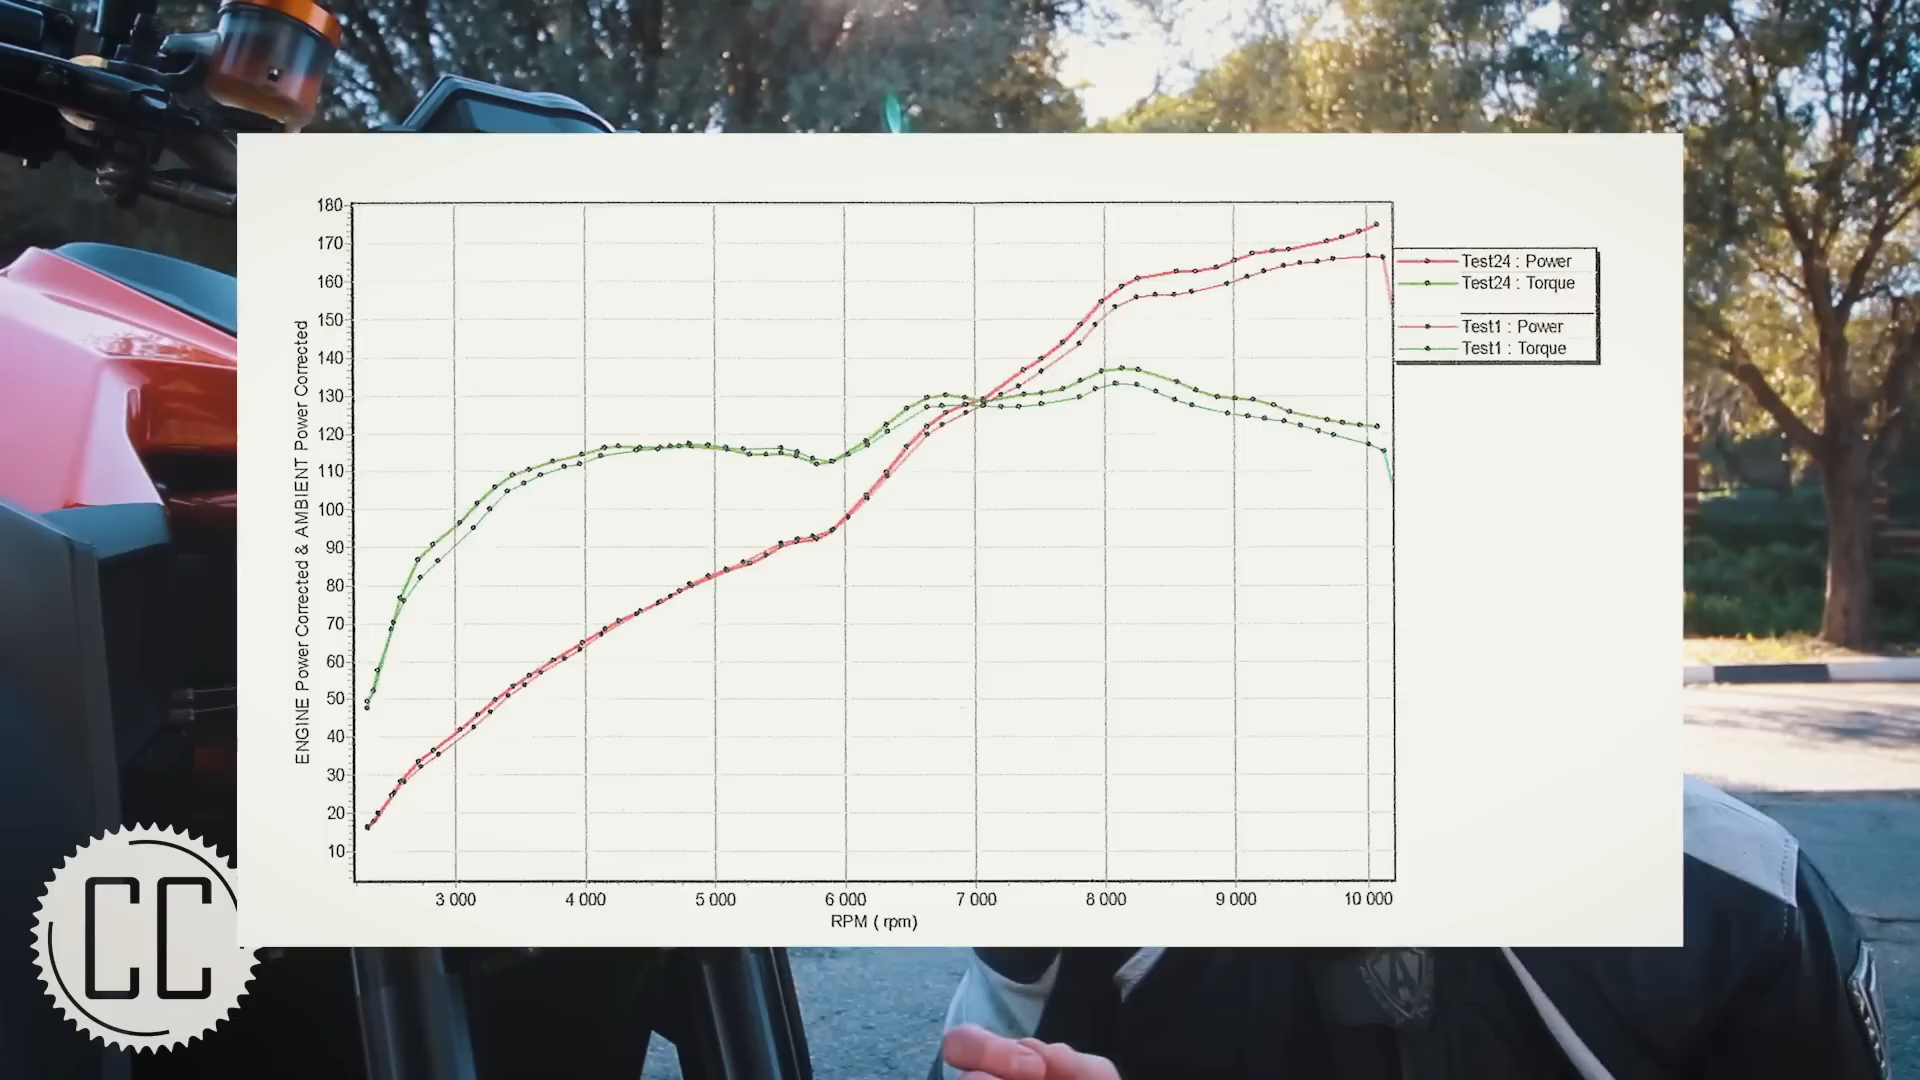 180
170
160
150
140
130
120
110
100
90
80
70
60
50
40
30
20
10
ENGINE Power Corrected & AMBIENT Power Corrected
3 000 4 000 5 000 6 000 7 000 8 000 9 000 10 000
RPM ( rpm)
Test24 : Power
Test24 : Torque
Test1 : Power
Test1 : Torque
CC
A